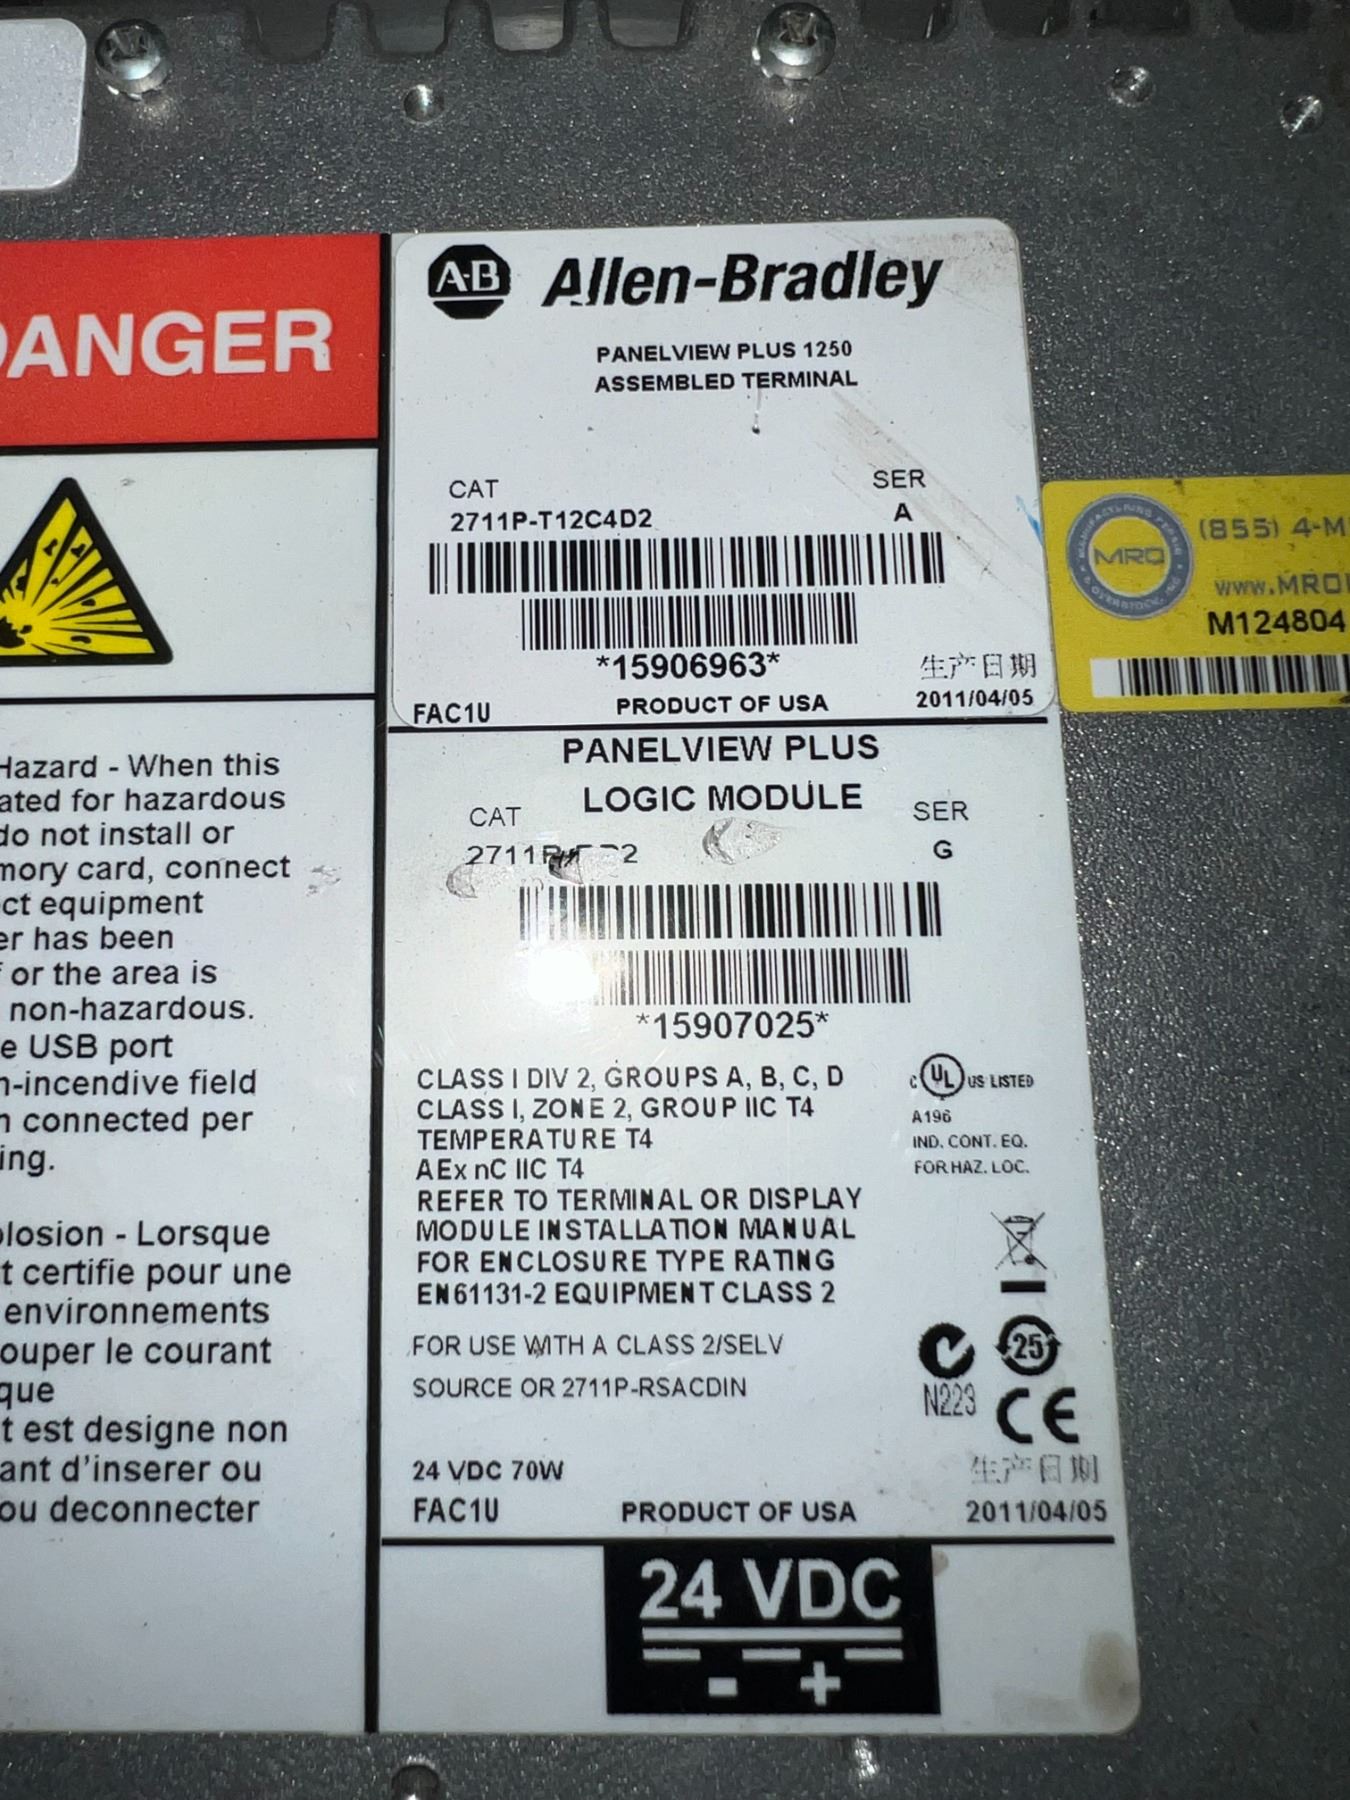 DANGER
Hazard - When this
ated for hazardous
do not install or
mory card, connect
ct equipment
er has been
or the area is
non-hazardous.
e USB port
n-incendive field
n connected per
ing.
plosion - Lorsque
t certifie pour une
environnements
ouper le courant
que
t est designe non
ant d'inserer ou
ou deconnecter
A-B Allen-Bradley
PANELVIEW PLUS 1250
ASSEMBLED TERMINAL
CAT SER
2711P-T12C4D2 A
*15906963* 生产日期
FAC1U PRODUCT OF USA 2011/04/05
PANELVIEW PLUS
LOGIC MODULE
CAT SER
G
*15907025*
CLASS I DIV 2, GROUPS A, B, C, D
CLASS I, ZONE 2, GROUP IIC T4
TEMPERATURE T4
AEx nC IIC T4
REFER TO TERMINAL OR DISPLAY
MODULE INSTALLATION MANUAL
FOR ENCLOSURE TYPE RATING
EN61131-2 EQUIPMENT CLASS 2
C UL US LISTED
A196
IND. CONT. EQ.
FOR HAZ. LOC.
FOR USE WITH A CLASS 2/SELV
SOURCE OR 2711P-RSACDIN
N223
25
CE
24 VDC 70W 生产日期
FAC1U PRODUCT OF USA 2011/04/05
24 VDC
- +
MANUFACTURING REPAIR
MRO
& OVERSTOCK, INC
(855) 4-M
www.MRO
M124804